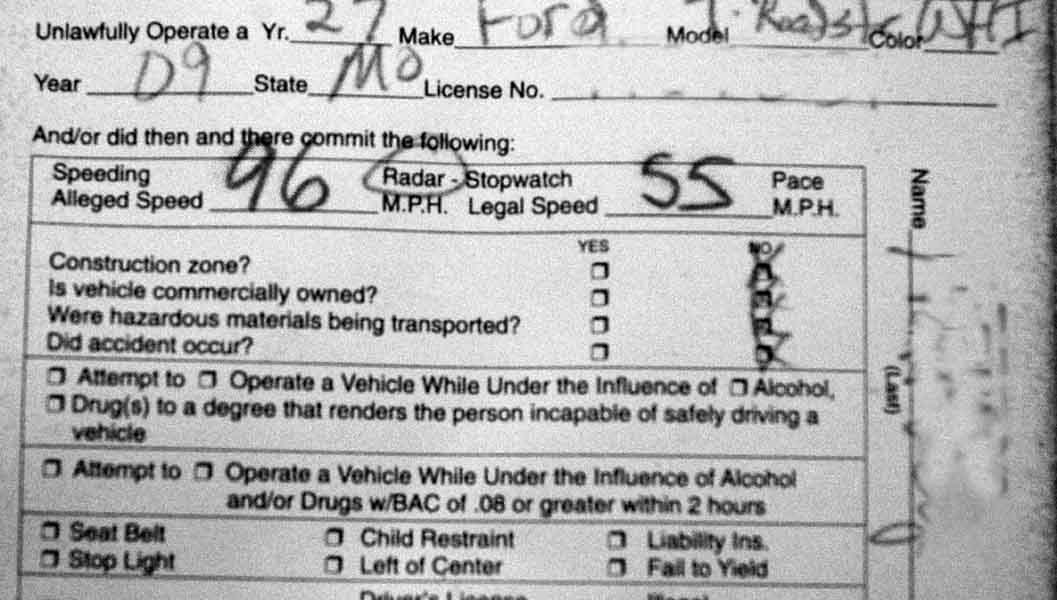 Unlawfully Operate a Yr. 27 Make Ford Model T-Roadst Color WHI
Year 09 State MO License No.
And/or did then and there commit the following:
Speeding Radar - Stopwatch Pace
Alleged Speed 96 M.P.H. Legal Speed 55 M.P.H.
YES NO
Construction zone?
Is vehicle commercially owned?
Were hazardous materials being transported?
Did accident occur?
Attempt to Operate a Vehicle While Under the Influence of Alcohol,
Drug(s) to a degree that renders the person incapable of safely driving a
vehicle
Attempt to Operate a Vehicle While Under the Influence of Alcohol
and/or Drugs w/BAC of .08 or greater within 2 hours
Seat Belt Child Restraint Liability Ins.
Stop Light Left of Center Fail to Yield
Driver's License Illegal
Name
(Last)